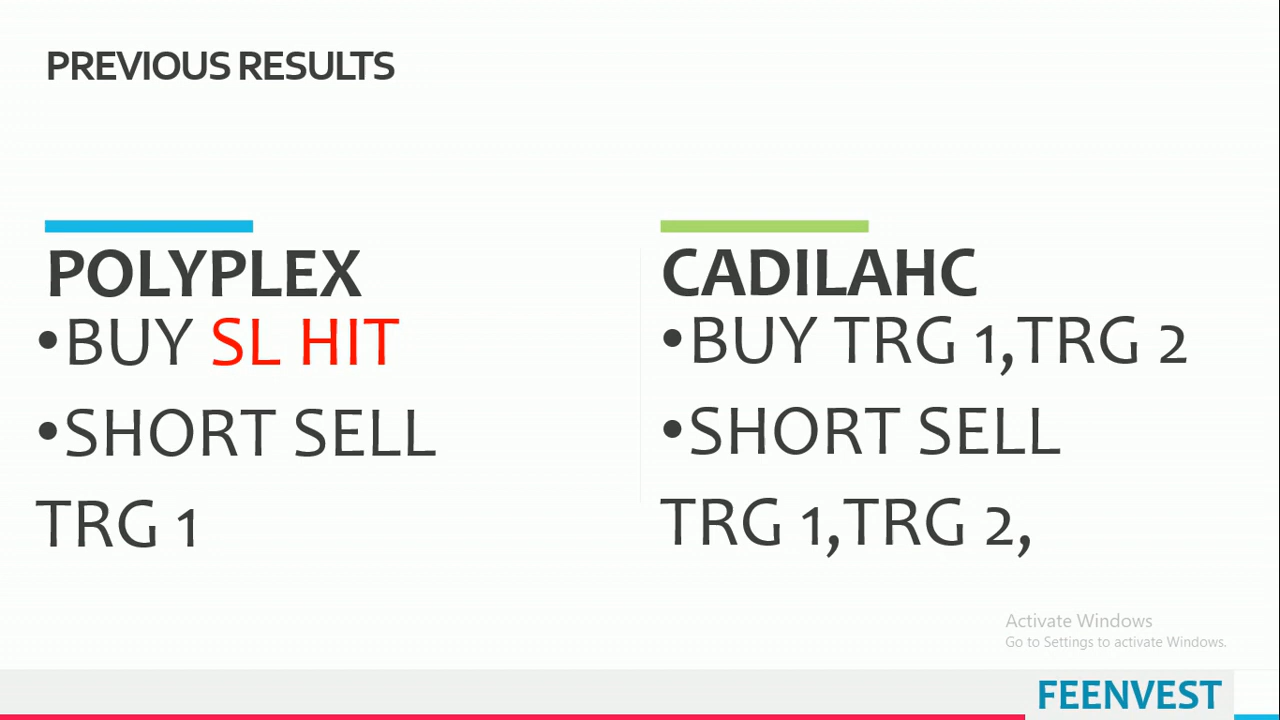 PREVIOUS RESULTS
POLYPLEX
•BUY SL HIT
•SHORT SELL
TRG 1
CADILAHC
•BUY TRG 1,TRG 2
•SHORT SELL
TRG 1,TRG 2,
Activate Windows
Go to Settings to activate Windows.
FEENVEST